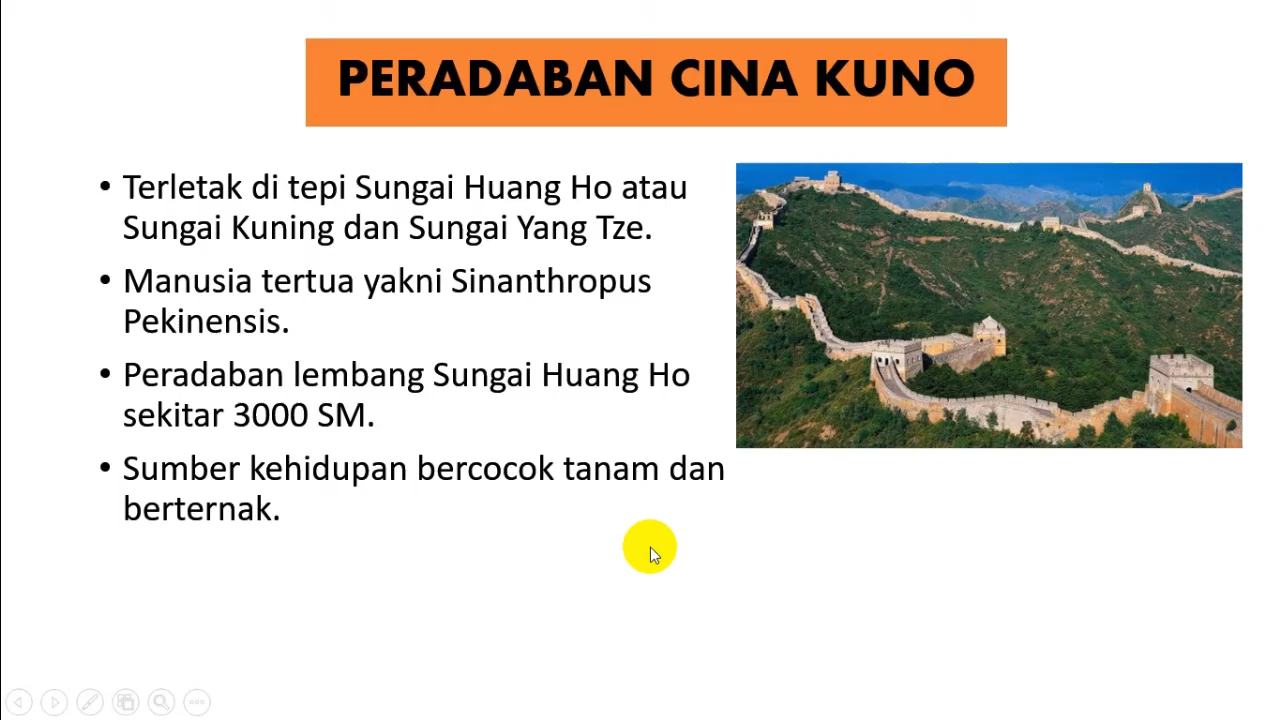 PERADABAN CINA KUNO
• Terletak di tepi Sungai Huang Ho atau
Sungai Kuning dan Sungai Yang Tze.
• Manusia tertua yakni Sinanthropus
Pekinensis.
• Peradaban lembang Sungai Huang Ho
sekitar 3000 SM.
• Sumber kehidupan bercocok tanam dan
berternak.